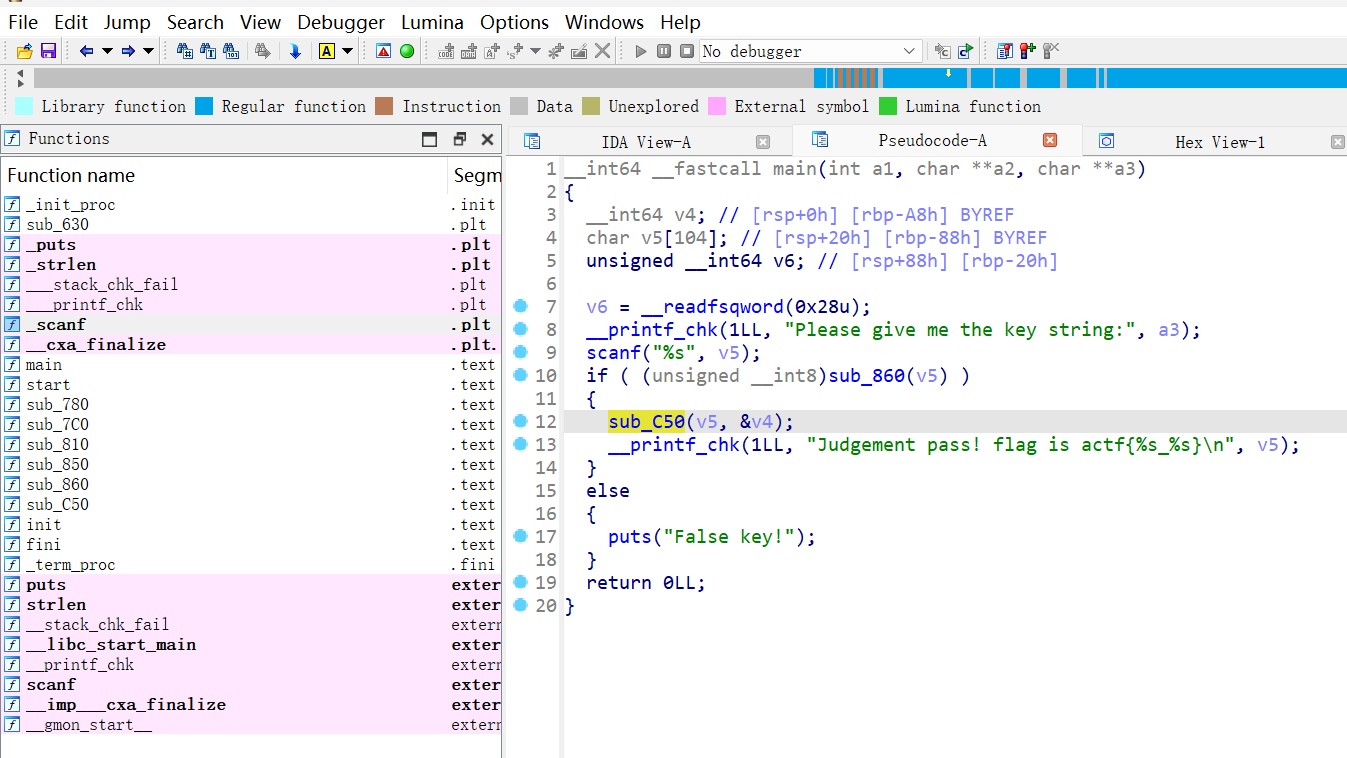 File Edit Jump Search View Debugger Lumina Options Windows Help
No debugger
Library function Regular function Instruction Data Unexplored External symbol Lumina function
Functions
IDA View-A Pseudocode-A Hex View-1
Function name Segm
_init_proc .init
sub_630 .plt
_puts .plt
_strlen .plt
___stack_chk_fail .plt
___printf_chk .plt
_scanf .plt
__cxa_finalize .plt.
main .text
start .text
sub_780 .text
sub_7C0 .text
sub_810 .text
sub_850 .text
sub_860 .text
sub_C50 .text
init .text
fini .text
_term_proc .fini
puts exter
strlen exter
__stack_chk_fail extern
__libc_start_main exter
__printf_chk extern
scanf exter
__imp___cxa_finalize exter
__gmon_start__ extern
1 __int64 __fastcall main(int a1, char **a2, char **a3)
2 {
3 __int64 v4; // [rsp+0h] [rbp-A8h] BYREF
4 char v5[104]; // [rsp+20h] [rbp-88h] BYREF
5 unsigned __int64 v6; // [rsp+88h] [rbp-20h]
6
7 v6 = __readfsqword(0x28u);
8 __printf_chk(1LL, "Please give me the key string:", a3);
9 scanf("%s", v5);
10 if ( (unsigned __int8)sub_860(v5) )
11 {
12 sub_C50(v5, &v4);
13 __printf_chk(1LL, "Judgement pass! flag is actf{%s_%s}\n", v5);
14 }
15 else
16 {
17 puts("False key!");
18 }
19 return 0LL;
20 }